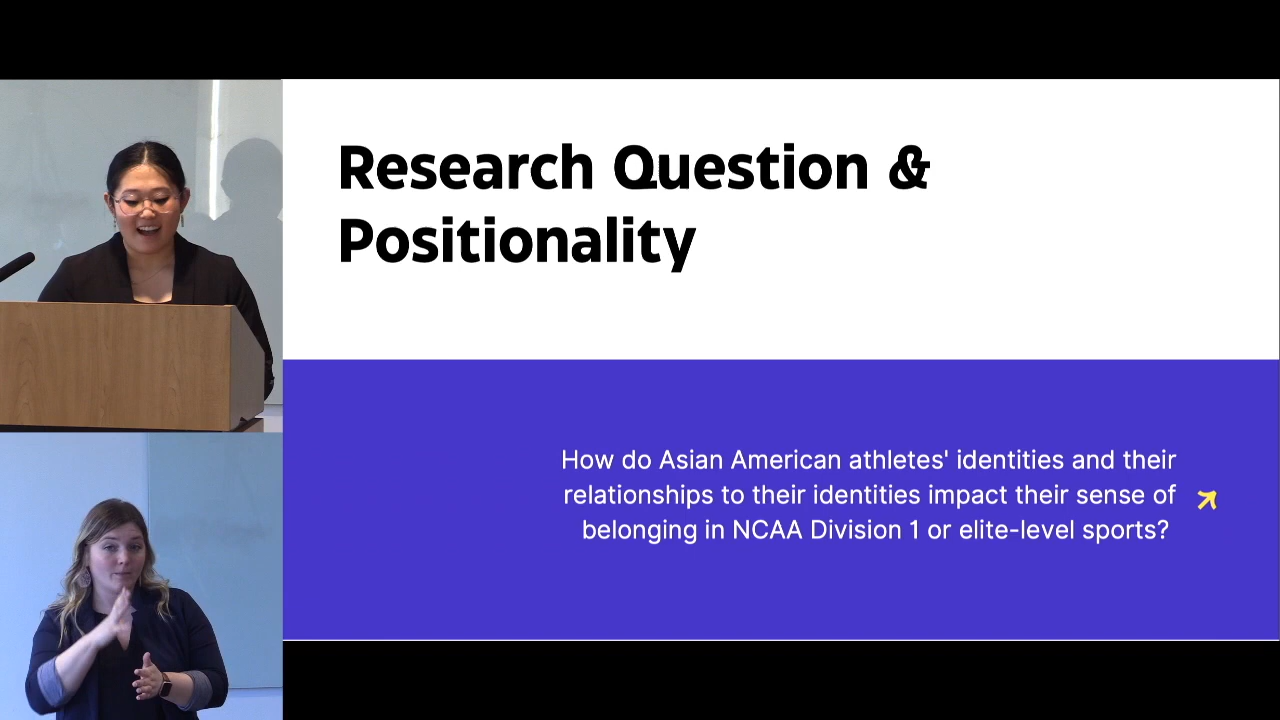 Research Question &
Positionality
How do Asian American athletes' identities and their
relationships to their identities impact their sense of
belonging in NCAA Division 1 or elite-level sports?